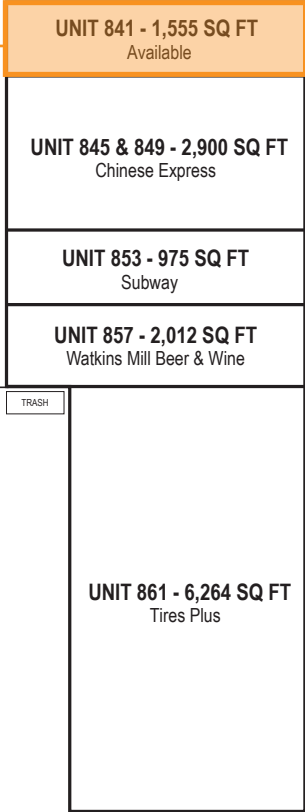 UNIT 841 - 1,555 SQ FT
Available
UNIT 845 & 849 - 2,900 SQ FT
Chinese Express
UNIT 853 - 975 SQ FT
Subway
UNIT 857 - 2,012 SQ FT
Watkins Mill Beer & Wine
TRASH
UNIT 861 - 6,264 SQ FT
Tires Plus